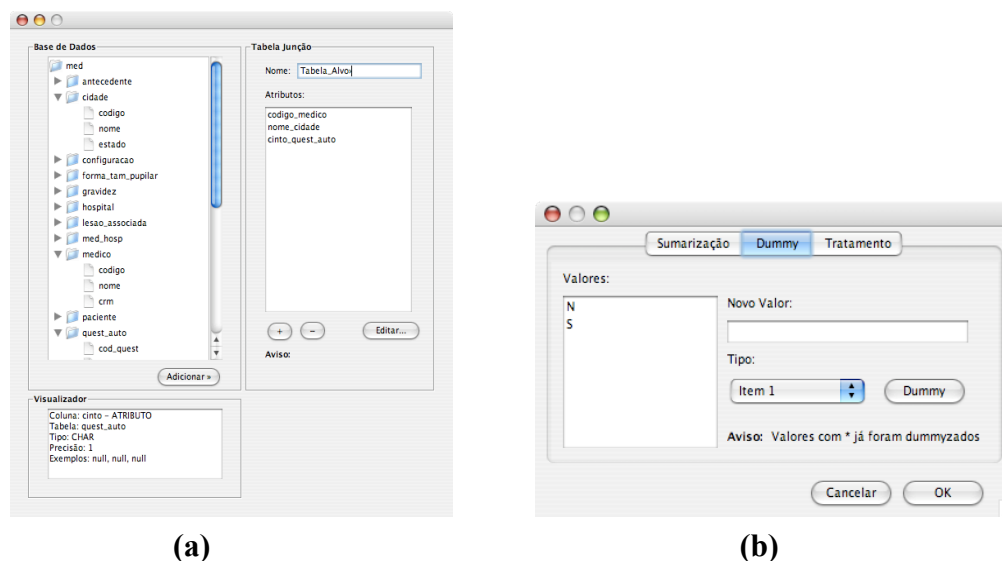 Base de Dados
med
antecedente
cidade
codigo
nome
estado
configuracao
forma_tam_pupilar
gravidez
hospital
lesao_associada
med_hosp
medico
codigo
nome
crm
paciente
quest_auto
cod_quest
Adicionar»
Tabela Junção
Nome: Tabela_Alvo
Atributos:
codigo_medico
nome_cidade
cinto_quest_auto
+ − Editar...
Aviso:
Visualizador
Coluna: cinto - ATRIBUTO
Tabela: quest_auto
Tipo: CHAR
Precisão: 1
Exemplos: null, null, null
(a)
Sumarização Dummy Tratamento
Valores:
N
S
Novo Valor:
Tipo:
Item 1 Dummy
Aviso: Valores com * já foram dummyzados
Cancelar OK
(b)